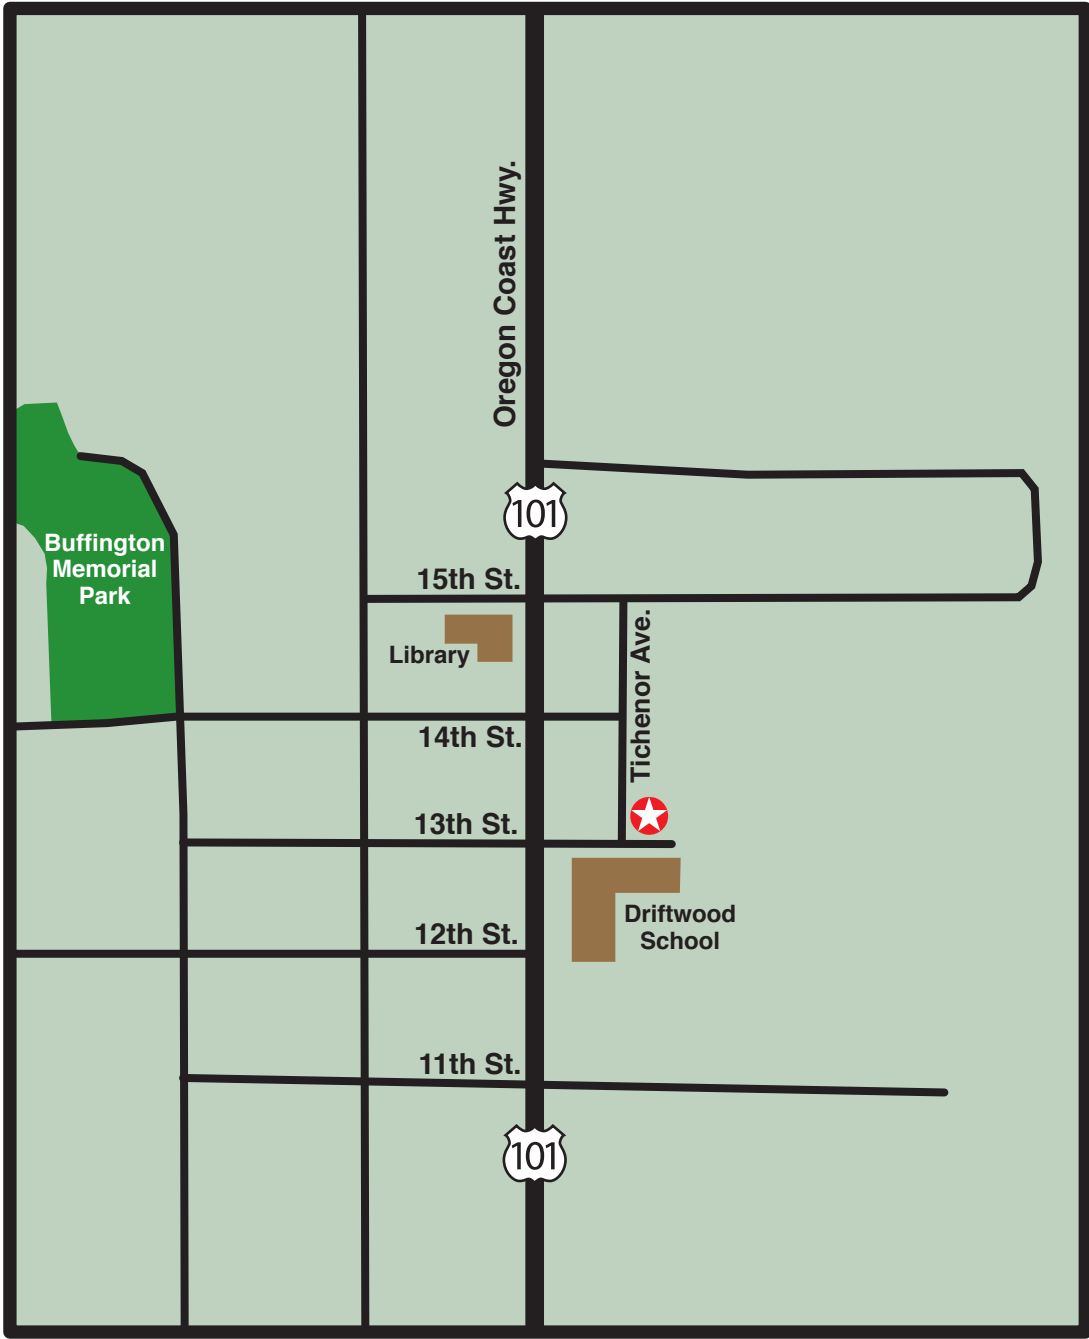 Oregon Coast Hwy.
101
Buffington
Memorial
Park
15th St.
Library
Tichenor Ave.
14th St.
13th St.
Driftwood
School
12th St.
11th St.
101